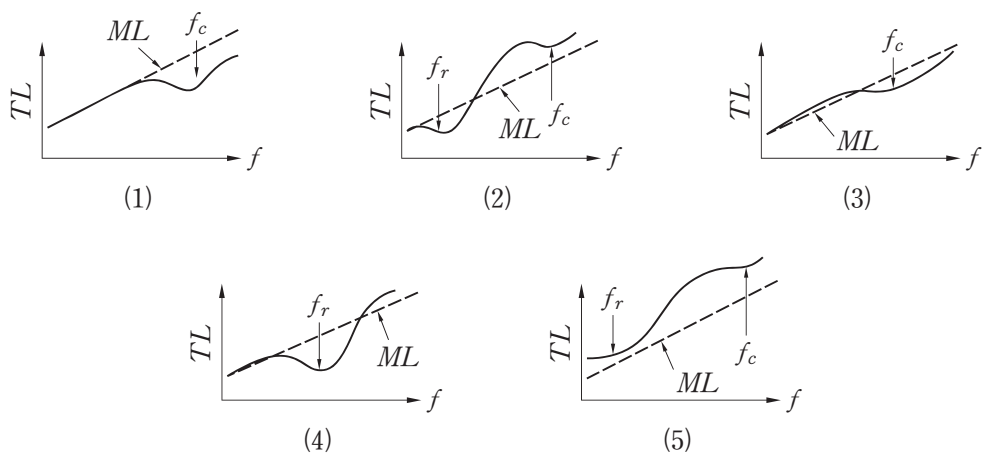 ML
f_c
TL
f
(1)
f_r
f_c
ML
TL
f
(2)
f_c
ML
TL
f
(3)
f_r
ML
TL
f
(4)
f_r
f_c
ML
TL
f
(5)